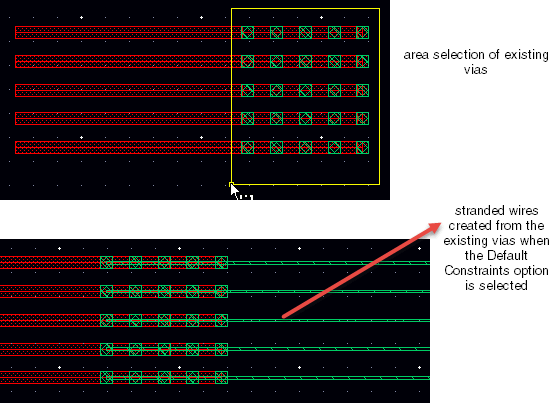 area selection of existing
vias
stranded wires
created from the
existing vias when
the Default
Constraints option
is selected